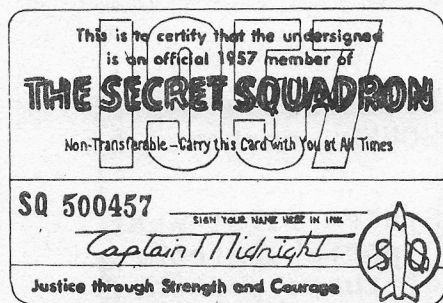 1957
This is to certify that the undersigned
is an official 1957 member of
THE SECRET SQUADRON
Non-Transferable – Carry this Card with You at All Times
SQ 500457
SIGN YOUR NAME HERE IN INK
Captain Midnight
SQ
Justice through Strength and Courage